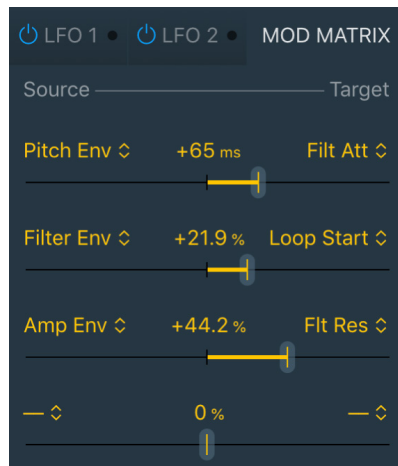 LFO 1 LFO 2 MOD MATRIX
Source Target
Pitch Env +65 ms Filt Att
Filter Env +21.9 % Loop Start
Amp Env +44.2 % Flt Res
— 0 % —